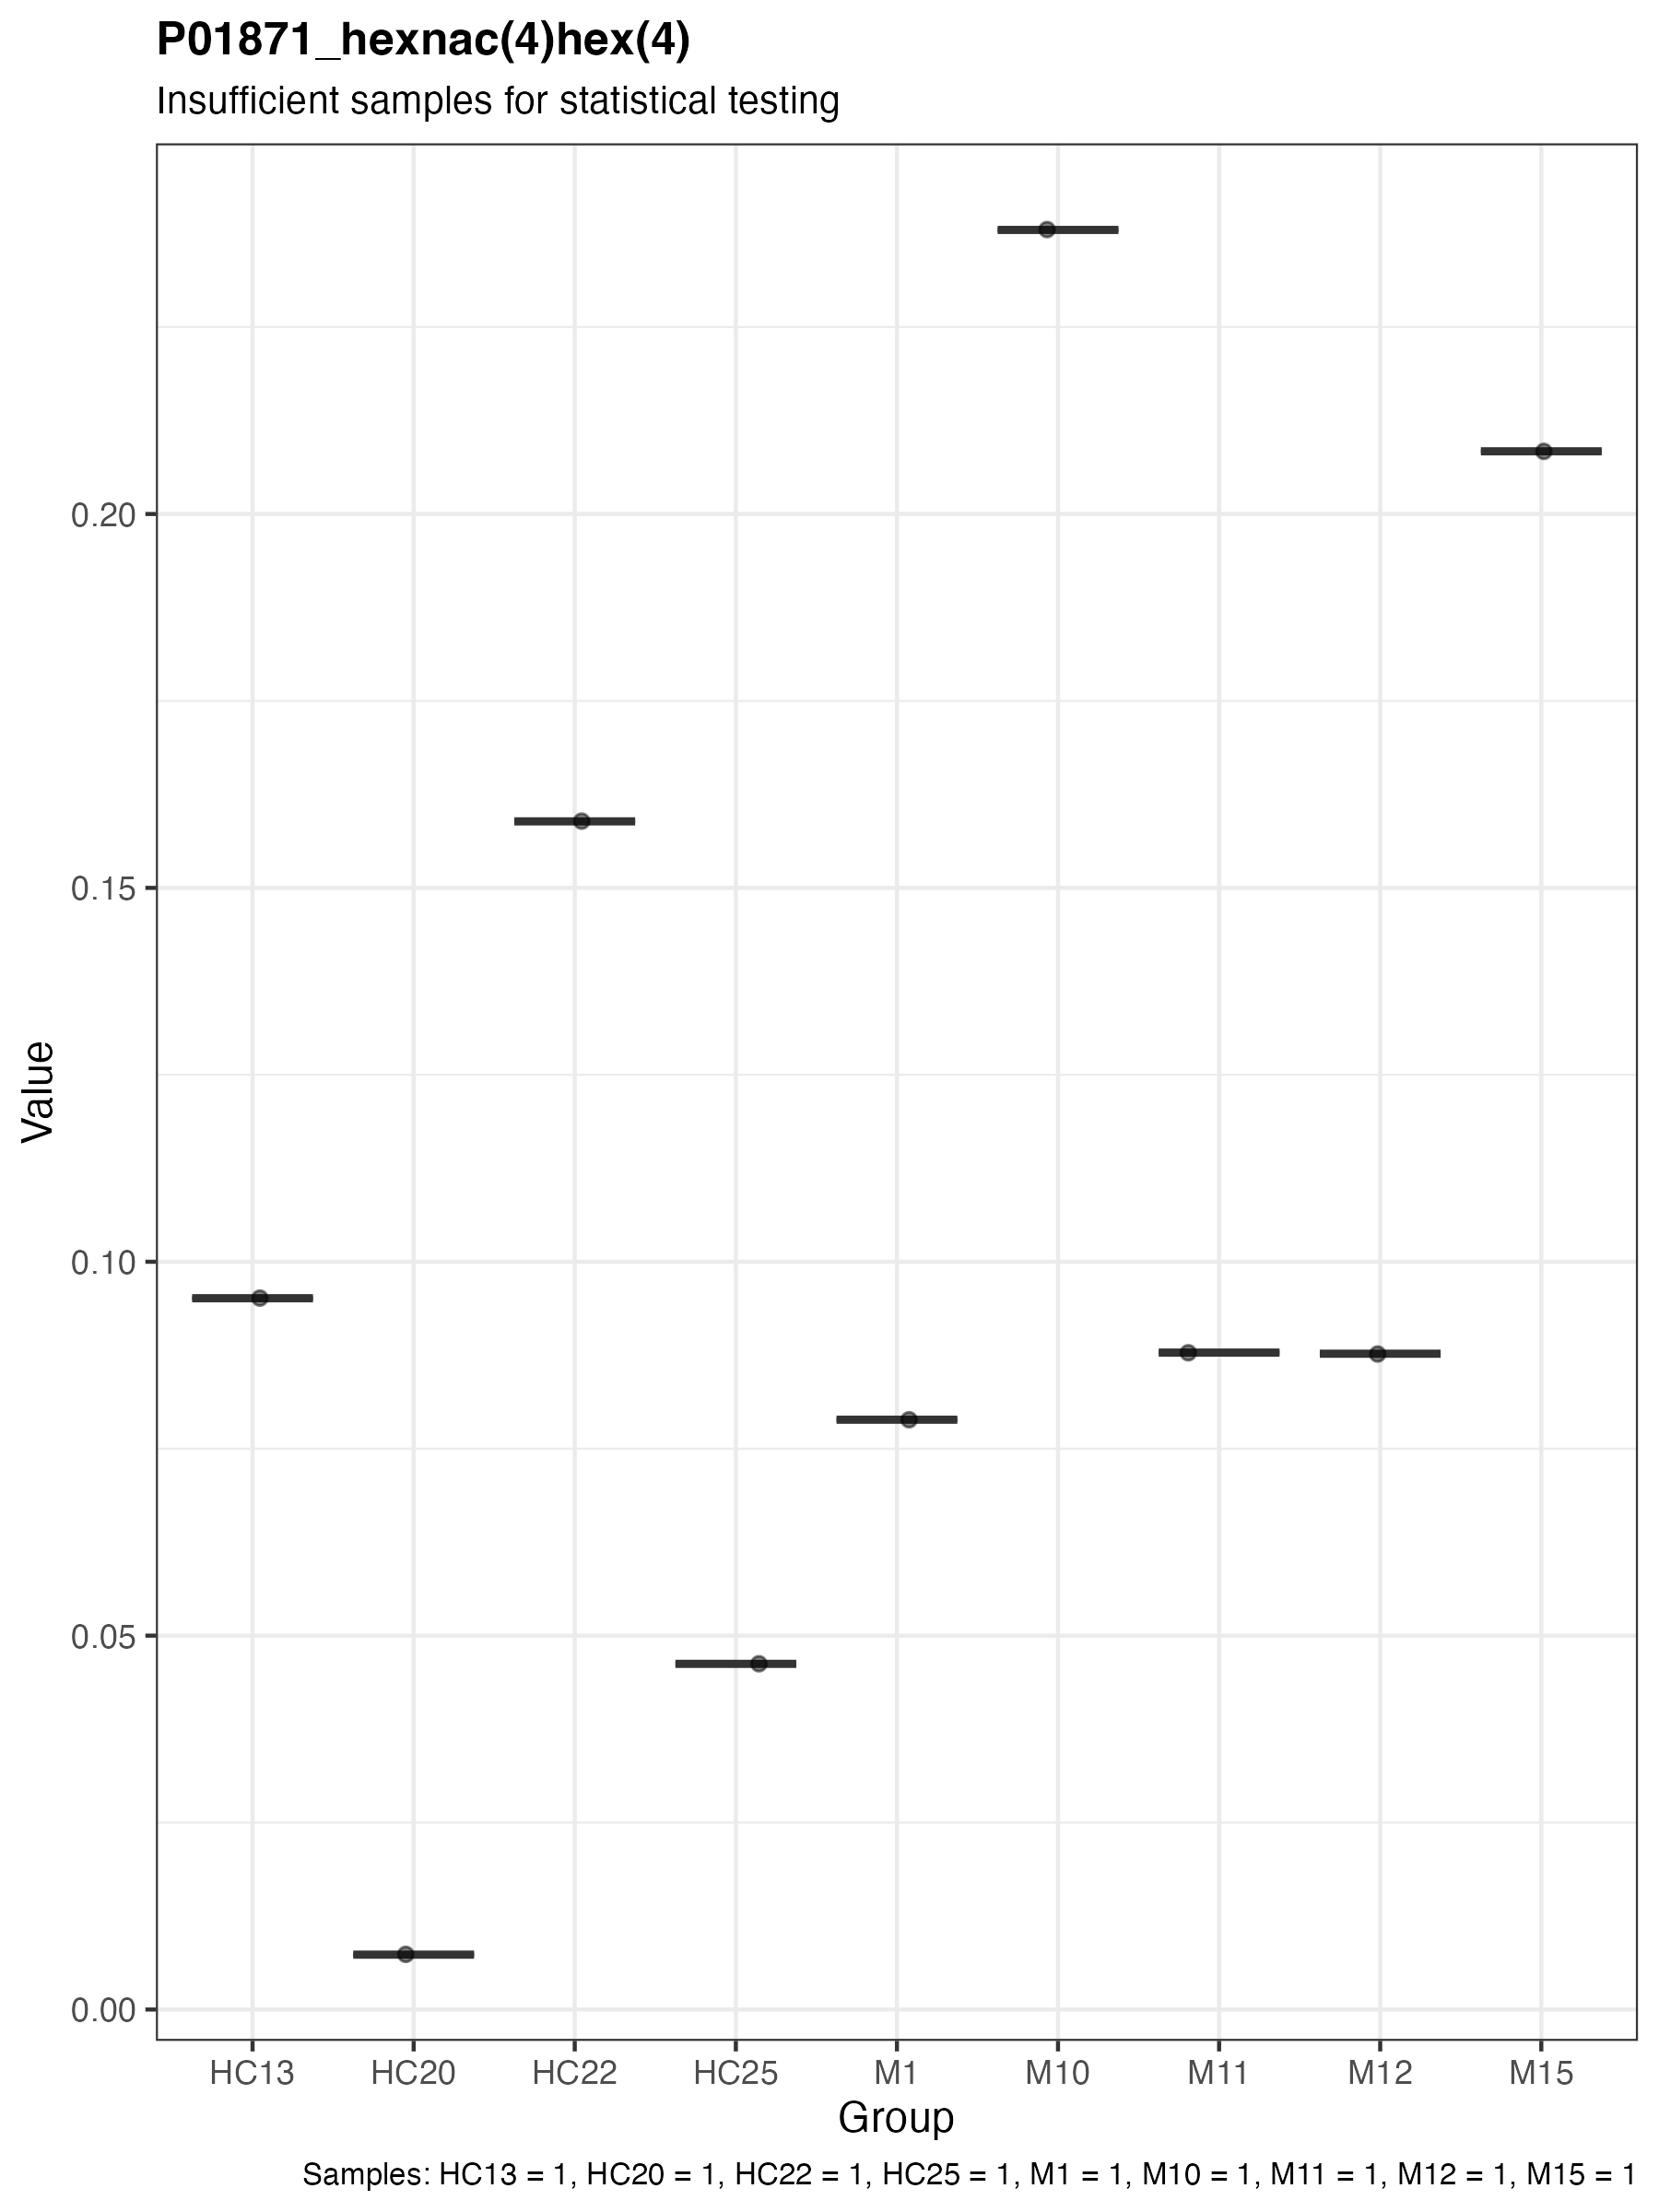 P01871_hexnac(4)hex(4)
Insufficient samples for statistical testing
Value
0.20
0.15
0.10
0.05
0.00
HC13 HC20 HC22 HC25 M1 M10 M11 M12 M15
Group
Samples: HC13 = 1, HC20 = 1, HC22 = 1, HC25 = 1, M1 = 1, M10 = 1, M11 = 1, M12 = 1, M15 = 1